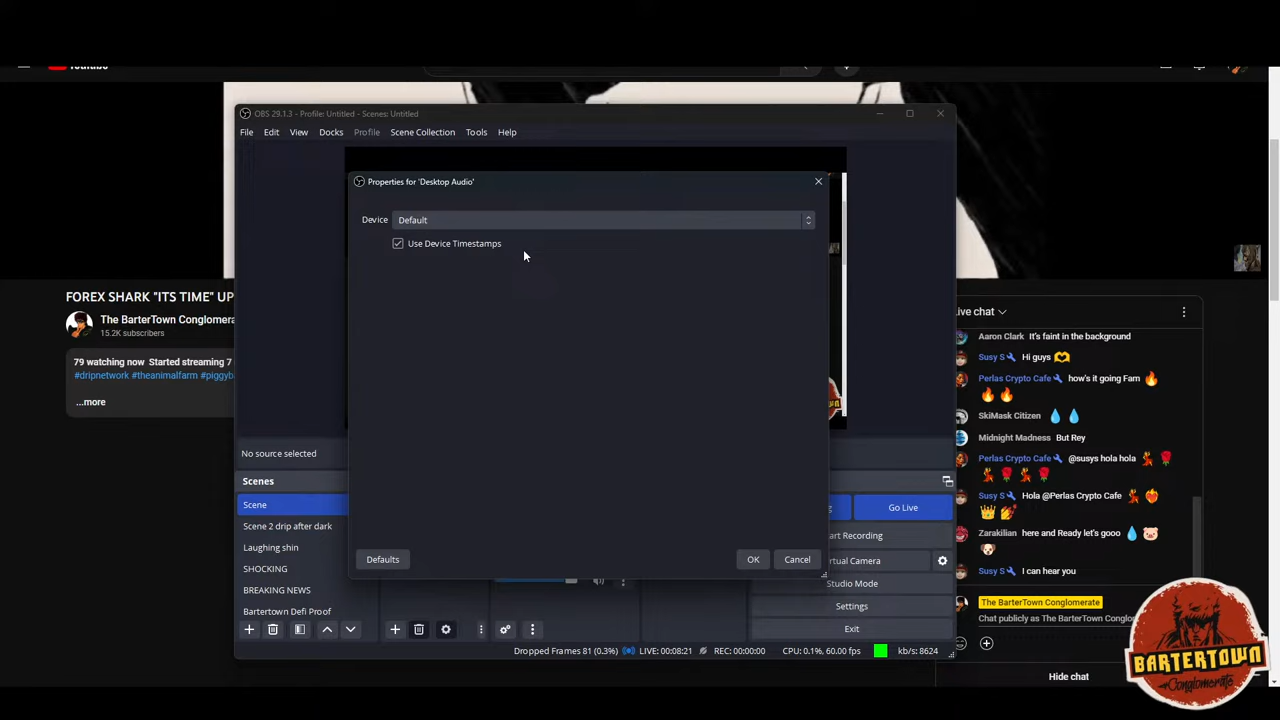 YouTube
OBS 29.1.3 - Profile: Untitled - Scenes: Untitled
File Edit View Docks Profile Scene Collection Tools Help
Properties for 'Desktop Audio'
Device Default
Use Device Timestamps
Defaults OK Cancel
FOREX SHARK "ITS TIME" UP
The BarterTown Conglomera
15.2K subscribers
79 watching now Started streaming 7
#dripnetwork #theanimalfarm #piggyb
...more
No source selected
Scenes
Scene
Scene 2 drip after dark
Laughing shin
SHOCKING
BREAKING NEWS
Bartertown Defi Proof
Go Live
art Recording
rtual Camera
Studio Mode
Settings
Exit
Dropped Frames 81 (0.3%) LIVE: 00:08:21 REC: 00:00:00 CPU: 0.1%, 60.00 fps kb/s: 8624
Live chat
Aaron Clark It's faint in the background
Susy S Hi guys
Perlas Crypto Cafe how's it going Fam
SkiMask Citizen
Midnight Madness But Rey
Perlas Crypto Cafe @susys hola hola
Susy S Hola @Perlas Crypto Cafe
Zarakilian here and Ready let's gooo
Susy S I can hear you
The BarterTown Conglomerate
Chat publicly as The BarterTown Conglom
Hide chat
BARTERTOWN
Conglomerate